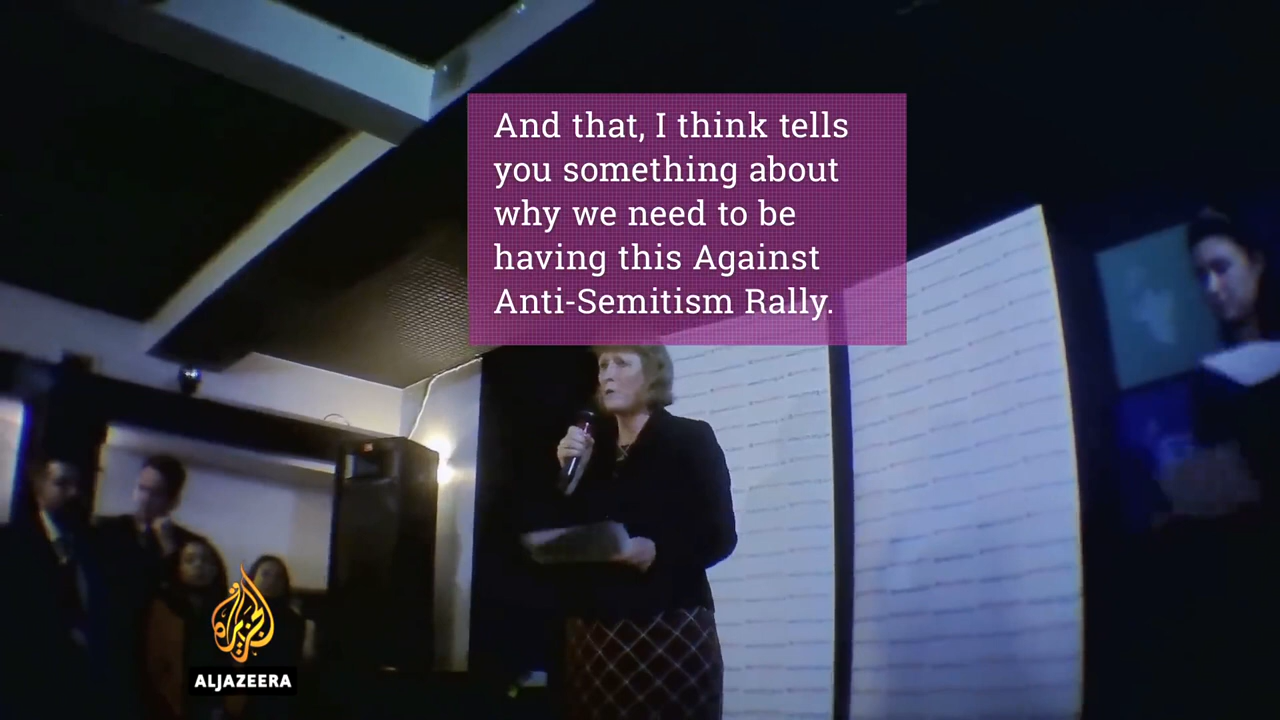 And that, I think tells
you something about
why we need to be
having this Against
Anti-Semitism Rally.
الجزيرة
ALJAZEERA